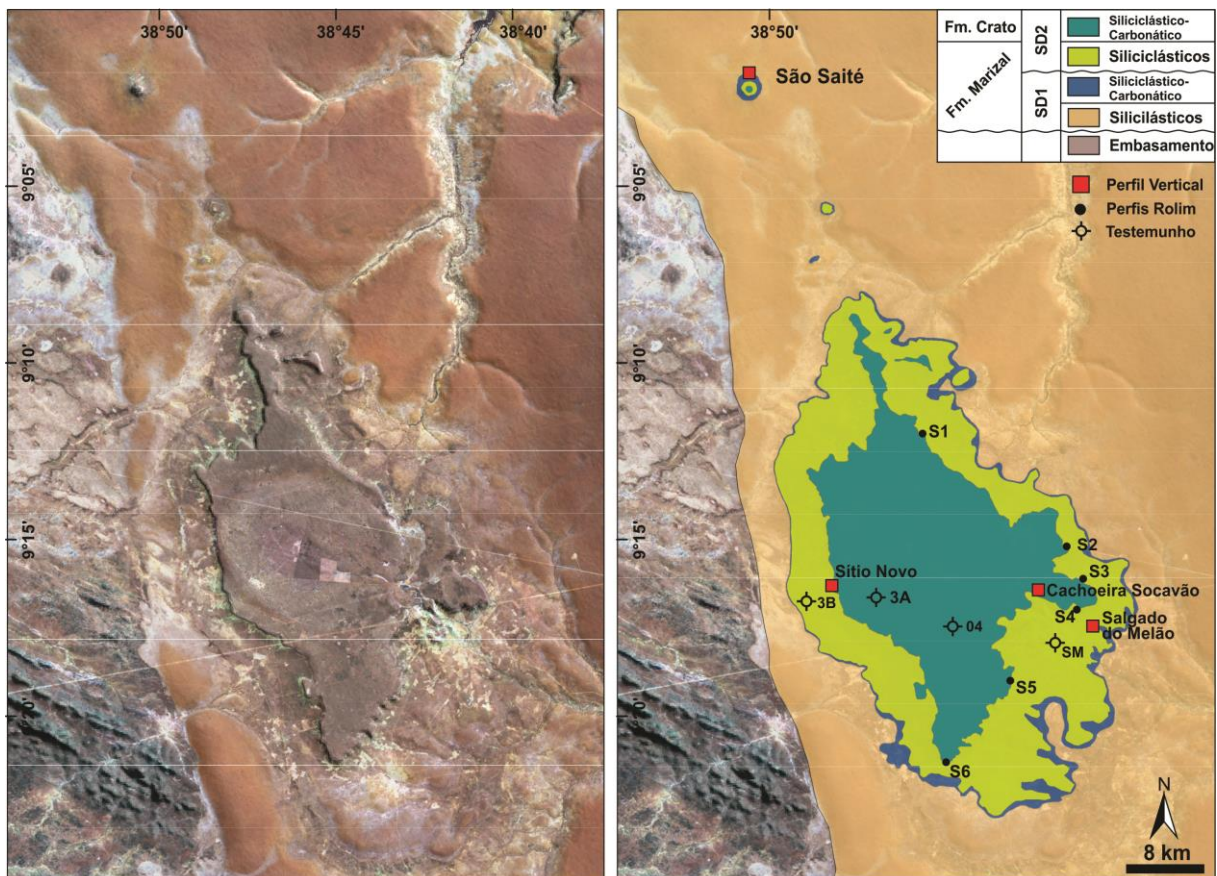 38°50'
38°45'
38°40'
9°05'
9°10'
9°15'
°10'
38°50'
9°05'
9°10'
9°15'
°20'
Fm. Crato
Fm. Marizal
SD2
SD1
Siliciclástico-
Carbonático
Siliciclásticos
Siliciclástico-
Carbonático
Sililciásticos
Embasamento
Perfil Vertical
Perfis Rolim
Testemunho
São Saité
S1
S2
S3
Sitio Novo
3B
3A
Cachoeira Socavão
S4
04
Salgado
do Melão
SM
S5
S6
N
8 km